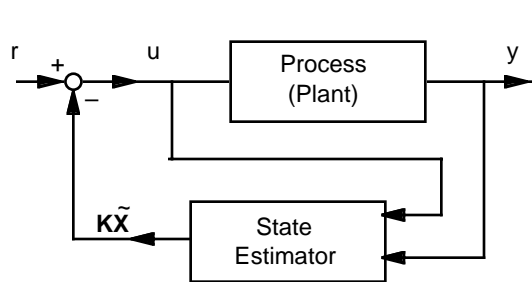 r
+
u
Process
(Plant)
y
−
KX̃
State
Estimator